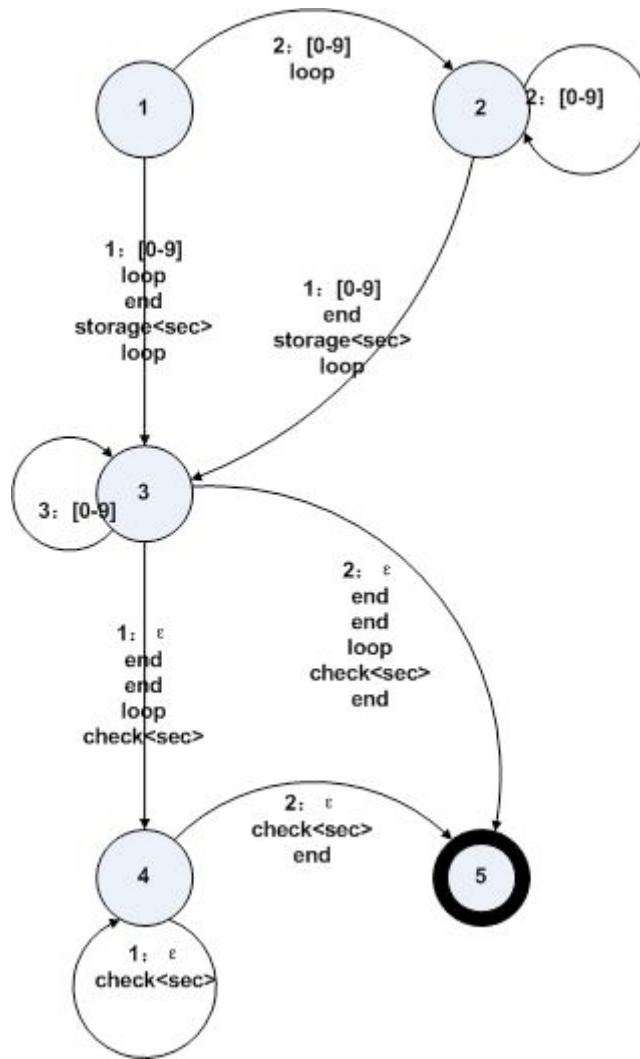 2：[0-9]
loop
1
2
2：[0-9]
1：[0-9]
loop
end
storage<sec>
loop
1：[0-9]
end
storage<sec>
loop
3
3：[0-9]
2：ε
end
end
loop
check<sec>
end
1：ε
end
end
loop
check<sec>
2：ε
check<sec>
end
4
5
1：ε
check<sec>